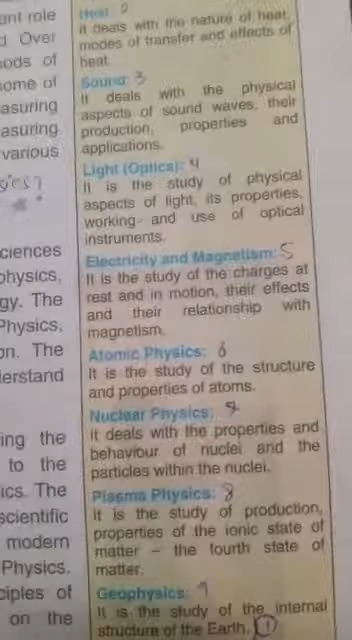 ant role
Over
ods of
some of
asuring
asuring
various
ciences
physics,
gy. The
Physics,
on. The
derstand
ing the
to the
ics. The
scientific
modern
Physics.
ciples of
on the
Heat:
It deals with the nature of heat,
modes of transfer and effects of
heat.
Sound: 3
It deals with the physical
aspects of sound waves, their
production, properties and
applications.
Light (Optics): 4
It is the study of physical
aspects of light, its properties,
working and use of optical
instruments.
Electricity and Magnetism: 5
It is the study of the charges at
rest and in motion, their effects
and their relationship with
magnetism.
Atomic Physics: 6
It is the study of the structure
and properties of atoms.
Nuclear Physics:
It deals with the properties and
behaviour of nuclei and the
particles within the nuclei.
Plasma Physics: 8
It is the study of production,
properties of the ionic state of
matter – the fourth state of
matter.
Geophysics: 9
It is the study of the internal
structure of the Earth.